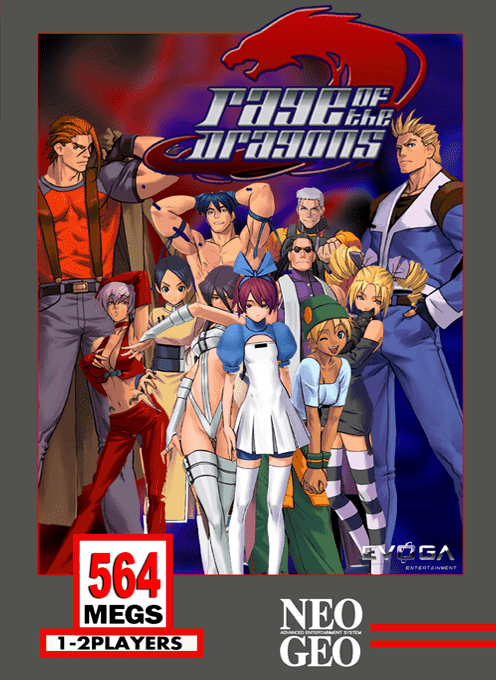 rage OF
the
DRAGONS
EVOGA
ENTERTAINMENT
564
MEGS
1-2PLAYERS
NEO
ADVANCED ENTERTAINMENT SYSTEM
GEO